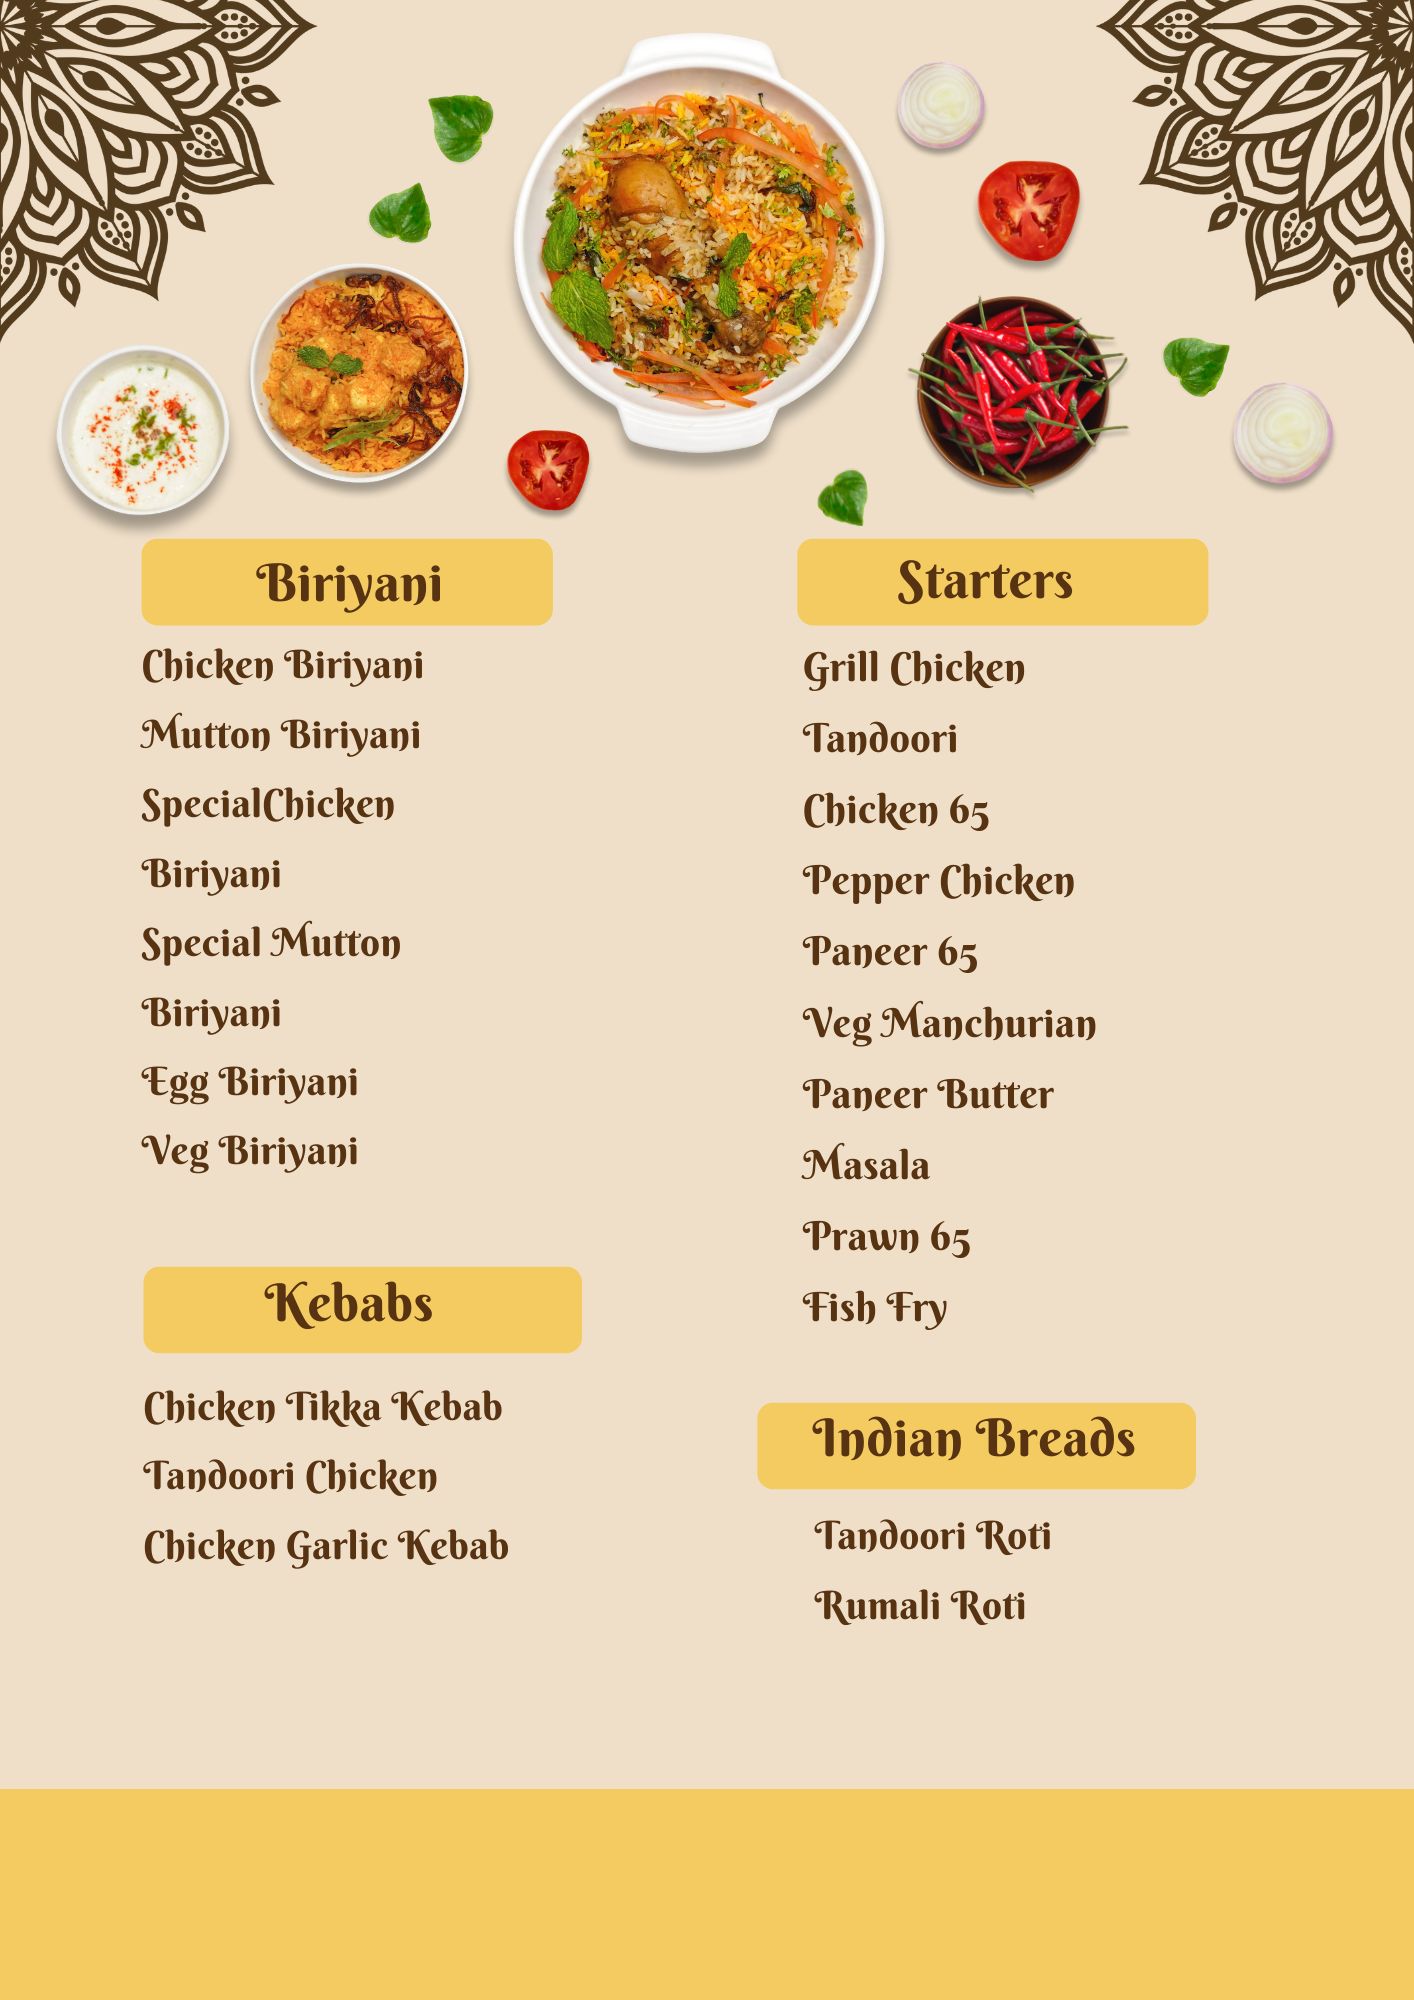 Biriyani
Chicken Biriyani
Mutton Biriyani
SpecialChicken
Biriyani
Special Mutton
Biriyani
Egg Biriyani
Veg Biriyani
Kebabs
Chicken Tikka Kebab
Tandoori Chicken
Chicken Garlic Kebab
Starters
Grill Chicken
Tandoori
Chicken 65
Pepper Chicken
Paneer 65
Veg Manchurian
Paneer Butter
Masala
Prawn 65
Fish Fry
Indian Breads
Tandoori Roti
Rumali Roti